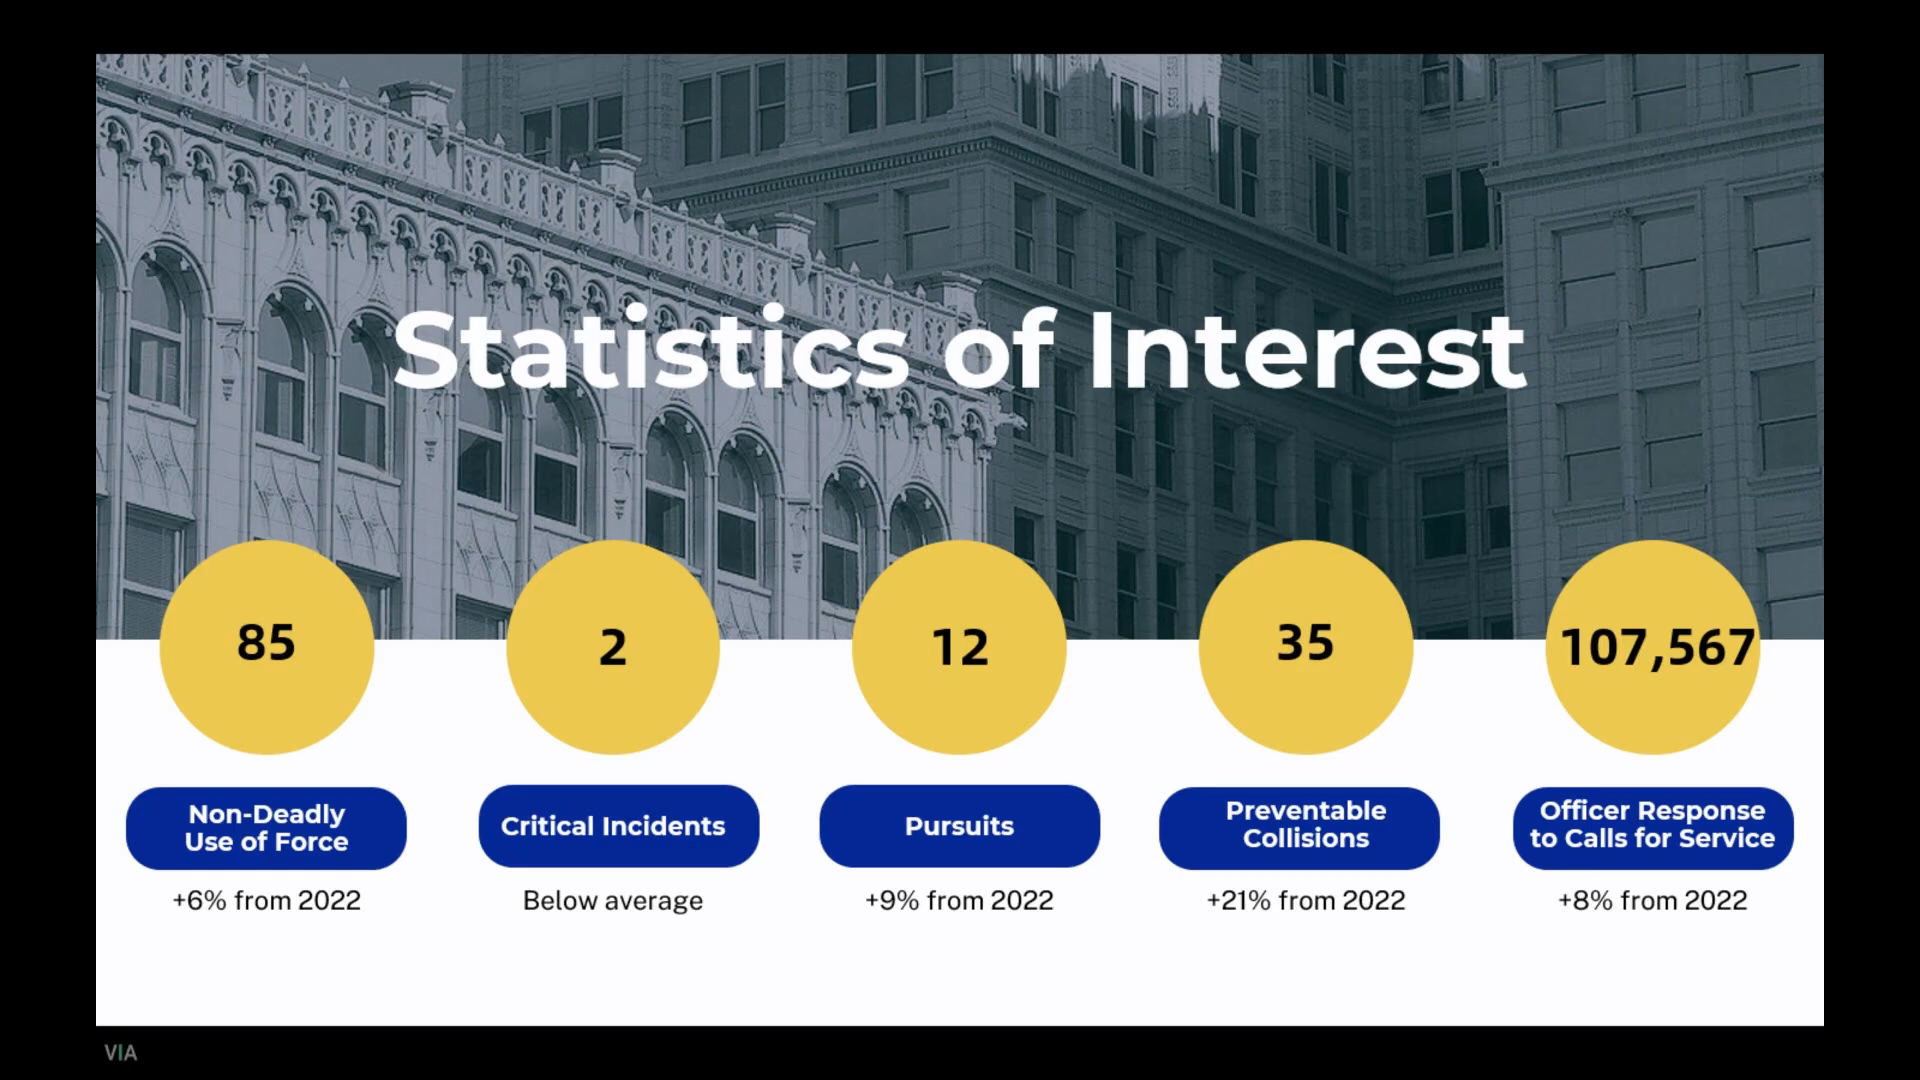 Statistics of Interest
85
2
12
35
107,567
Non-Deadly
Use of Force
Critical Incidents
Pursuits
Preventable
Collisions
Officer Response
to Calls for Service
+6% from 2022
Below average
+9% from 2022
+21% from 2022
+8% from 2022
VIA